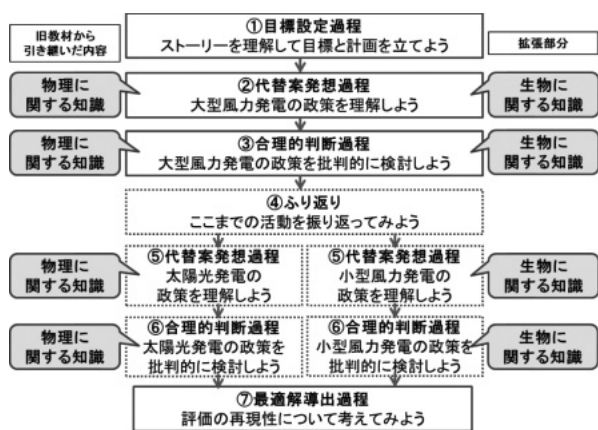 旧教材から
引き継いだ内容
①目標設定過程
ストーリーを理解して目標と計画を立てよう
拡張部分
物理に
関する知識
②代替案発想過程
大型風力発電の政策を理解しよう
生物に
関する知識
物理に
関する知識
③合理的判断過程
大型風力発電の政策を批判的に検討しよう
生物に
関する知識
④ふり返り
ここまでの活動を振り返ってみよう
物理に
関する知識
⑤代替案発想過程
太陽光発電の
政策を理解しよう
⑤代替案発想過程
小型風力発電の
政策を理解しよう
生物に
関する知識
物理に
関する知識
⑥合理的判断過程
太陽光発電の政策を
批判的に検討しよう
⑥合理的判断過程
小型風力発電の政策を
批判的に検討しよう
生物に
関する知識
⑦最適解導出過程
評価の再現性について考えてみよう